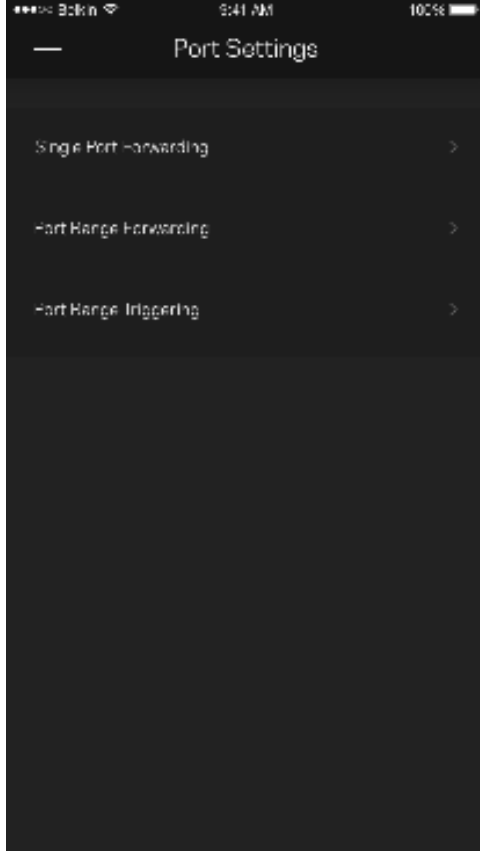 Belkin 9:41 AM 100%
Port Settings
Single Port Forwarding
Port Range Forwarding
Port Range Triggering